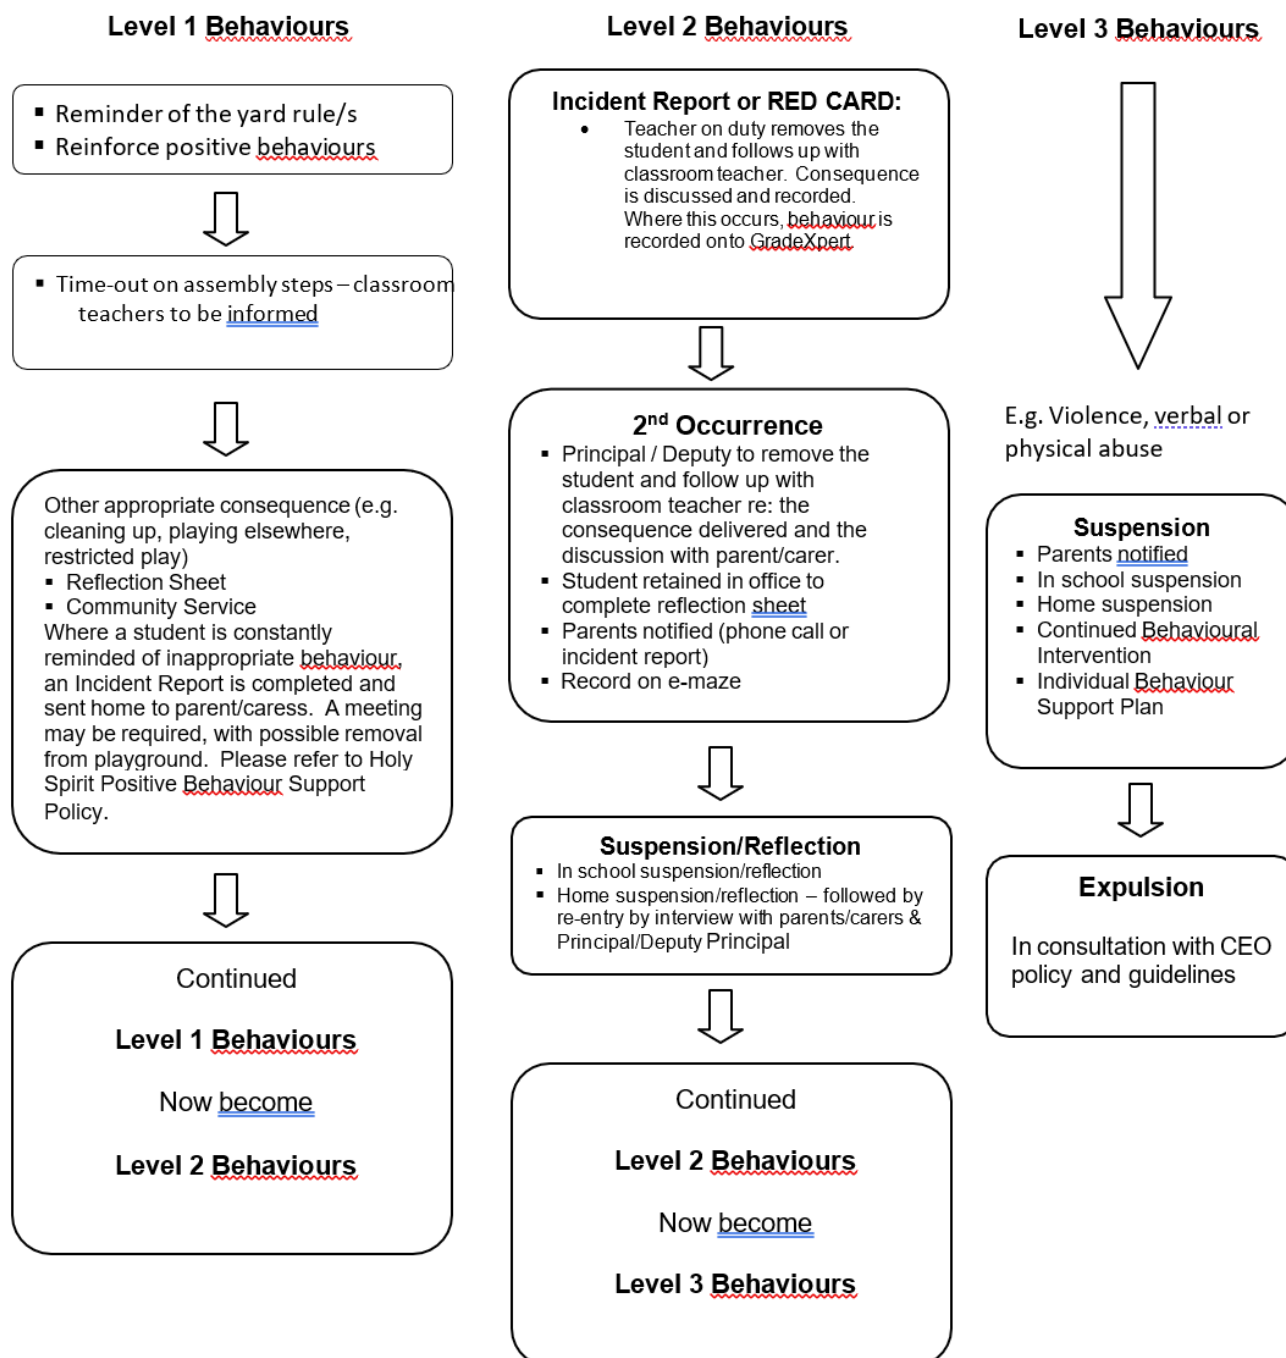 Level 1 Behaviours
▪ Reminder of the yard rule/s
▪ Reinforce positive behaviours
▪ Time-out on assembly steps – classroom
teachers to be informed
Other appropriate consequence (e.g.
cleaning up, playing elsewhere,
restricted play)
▪ Reflection Sheet
▪ Community Service
Where a student is constantly
reminded of inappropriate behaviour,
an Incident Report is completed and
sent home to parent/caress. A meeting
may be required, with possible removal
from playground. Please refer to Holy
Spirit Positive Behaviour Support
Policy.
Continued
Level 1 Behaviours
Now become
Level 2 Behaviours
Level 2 Behaviours
Incident Report or RED CARD:
• Teacher on duty removes the
student and follows up with
classroom teacher. Consequence
is discussed and recorded.
Where this occurs, behaviour is
recorded onto GradeXpert
2nd Occurrence
▪ Principal / Deputy to remove the
student and follow up with
classroom teacher re: the
consequence delivered and the
discussion with parent/carer.
▪ Student retained in office to
complete reflection sheet
▪ Parents notified (phone call or
incident report)
▪ Record on e-maze
Suspension/Reflection
▪ In school suspension/reflection
▪ Home suspension/reflection – followed by
re-entry by interview with parents/carers &
Principal/Deputy Principal
Continued
Level 2 Behaviours
Now become
Level 3 Behaviours
Level 3 Behaviours
E.g. Violence, verbal or
physical abuse
Suspension
▪ Parents notified
▪ In school suspension
▪ Home suspension
▪ Continued Behavioural
Intervention
▪ Individual Behaviour
Support Plan
Expulsion
In consultation with CEO
policy and guidelines